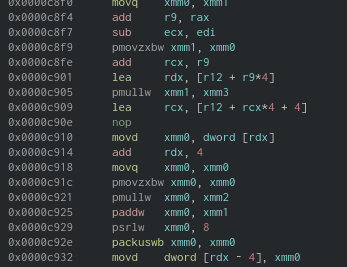 0x0000c8f0 movq xmm0, xmm1
0x0000c8f4 add r9, rax
0x0000c8f7 sub ecx, edi
0x0000c8f9 pmovzxbw xmm1, xmm0
0x0000c8fe add rcx, r9
0x0000c901 lea rdx, [r12 + r9*4]
0x0000c905 pmullw xmm1, xmm3
0x0000c909 lea rcx, [r12 + rcx*4 + 4]
0x0000c90e nop
0x0000c910 movd xmm0, dword [rdx]
0x0000c914 add rdx, 4
0x0000c918 movq xmm0, xmm0
0x0000c91c pmovzxbw xmm0, xmm0
0x0000c921 pmullw xmm0, xmm2
0x0000c925 paddw xmm0, xmm1
0x0000c929 psrlw xmm0, 8
0x0000c92e packuswb xmm0, xmm0
0x0000c932 movd dword [rdx - 4], xmm0